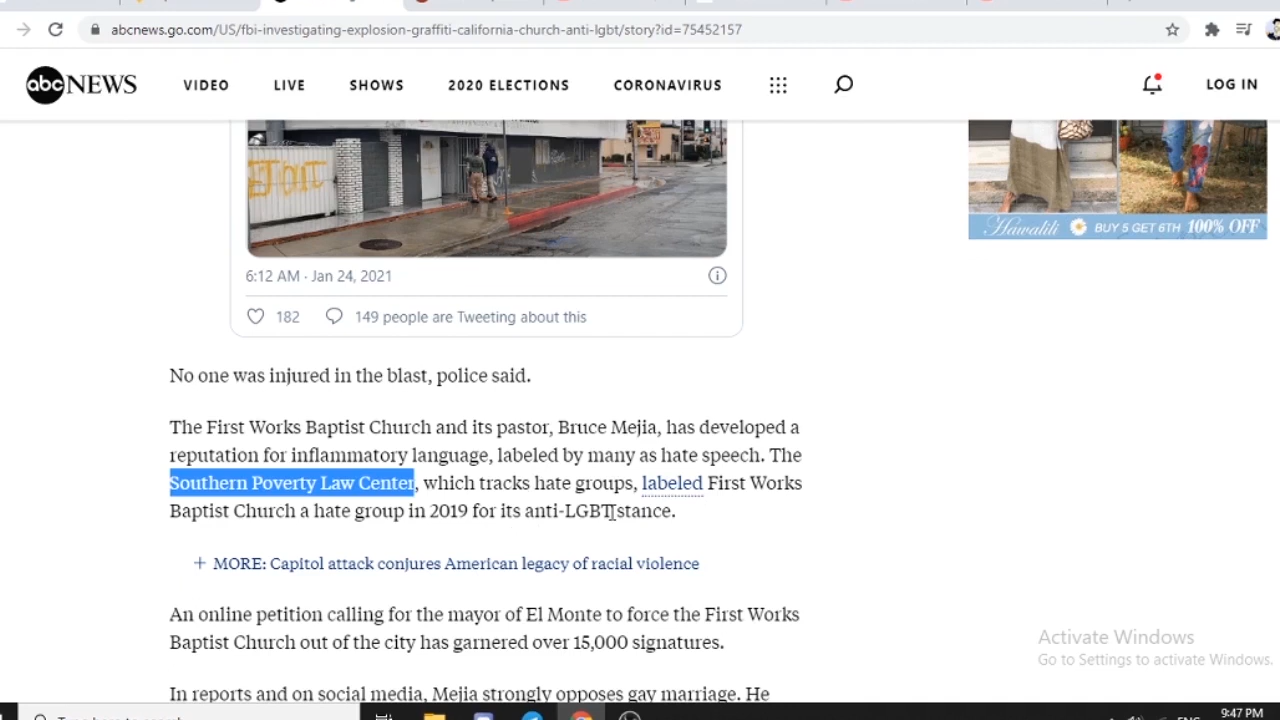 abcnews.go.com/US/fbi-investigating-explosion-graffiti-california-church-anti-lgbt/story?id=75452157
abc NEWS VIDEO LIVE SHOWS 2020 ELECTIONS CORONAVIRUS LOG IN
Hawalili BUY 5 GET 6TH 100% OFF
6:12 AM · Jan 24, 2021
182 149 people are Tweeting about this
No one was injured in the blast, police said.
The First Works Baptist Church and its pastor, Bruce Mejia, has developed a
reputation for inflammatory language, labeled by many as hate speech. The
Southern Poverty Law Center, which tracks hate groups, labeled First Works
Baptist Church a hate group in 2019 for its anti-LGBT stance.
+ MORE: Capitol attack conjures American legacy of racial violence
An online petition calling for the mayor of El Monte to force the First Works
Baptist Church out of the city has garnered over 15,000 signatures.
Activate Windows
Go to Settings to activate Windows.
In reports and on social media, Mejia strongly opposes gay marriage. He
9:47 PM